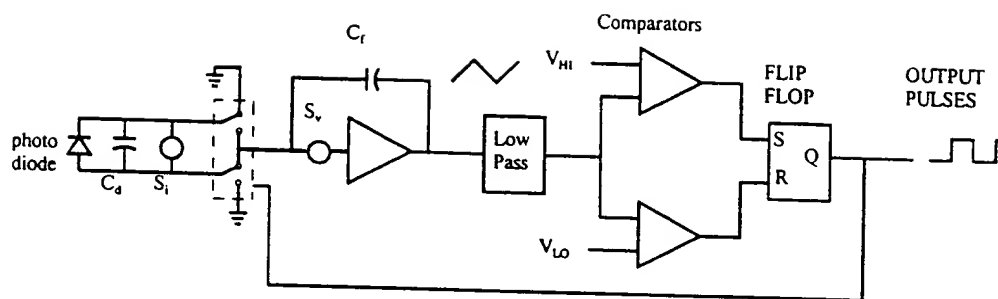 Comparators
C_f
V_HI
FLIP
FLOP
OUTPUT
PULSES
S_v
photo
diode
C_d
S_i
Low
Pass
S
Q
R
V_LO